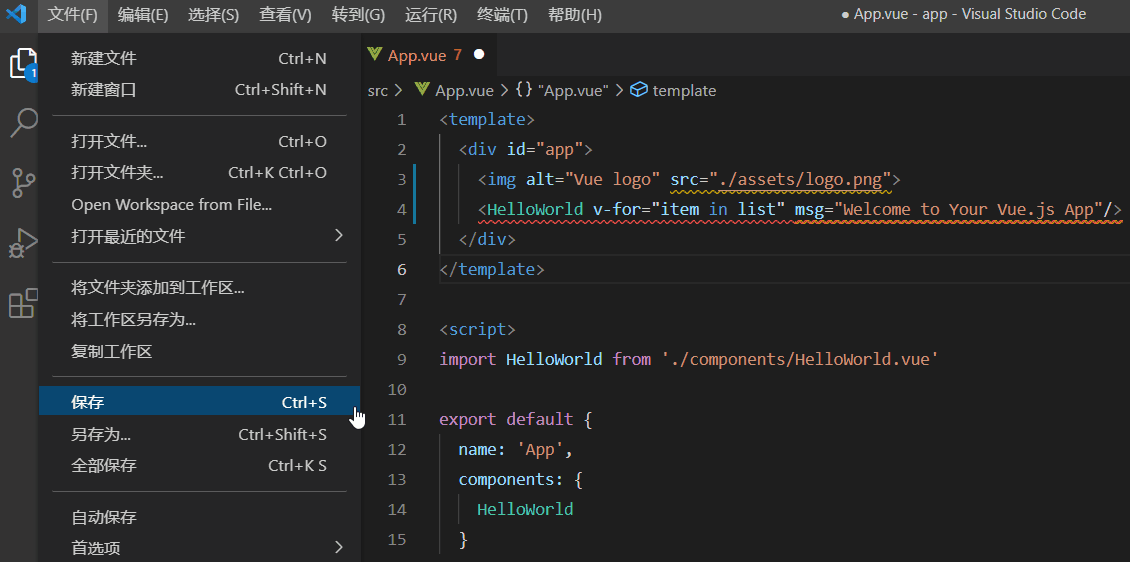 文件(F) 编辑(E) 选择(S) 查看(V) 转到(G) 运行(R) 终端(T) 帮助(H) ● App.vue - app - Visual Studio Code
1
新建文件 Ctrl+N
新建窗口 Ctrl+Shift+N
打开文件... Ctrl+O
打开文件夹... Ctrl+K Ctrl+O
Open Workspace from File...
打开最近的文件
将文件夹添加到工作区...
将工作区另存为...
复制工作区
保存 Ctrl+S
另存为... Ctrl+Shift+S
全部保存 Ctrl+K S
自动保存
首选项
App.vue 7 ●
src > App.vue > {} "App.vue" > template
1 <template>
2 <div id="app">
3 <img alt="Vue logo" src="./assets/logo.png">
4 <HelloWorld v-for="item in list" msg="Welcome to Your Vue.js App"/>
5 </div>
6 </template>
7
8 <script>
9 import HelloWorld from './components/HelloWorld.vue'
10
11 export default {
12 name: 'App',
13 components: {
14 HelloWorld
15 }